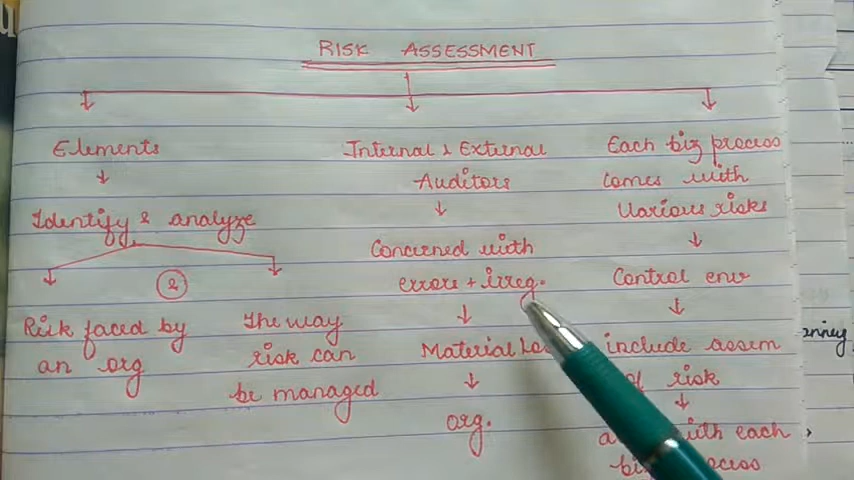 RISK ASSESSMENT
Elements
Identify & analyze
&
Risk faced by
an org
The way
risk can
be managed
Internal & External
Auditors
Concerned with
errors + irreg.
Material
org.
Each biz process
comes with
Various risks
Control env
include assem
of risk
with each